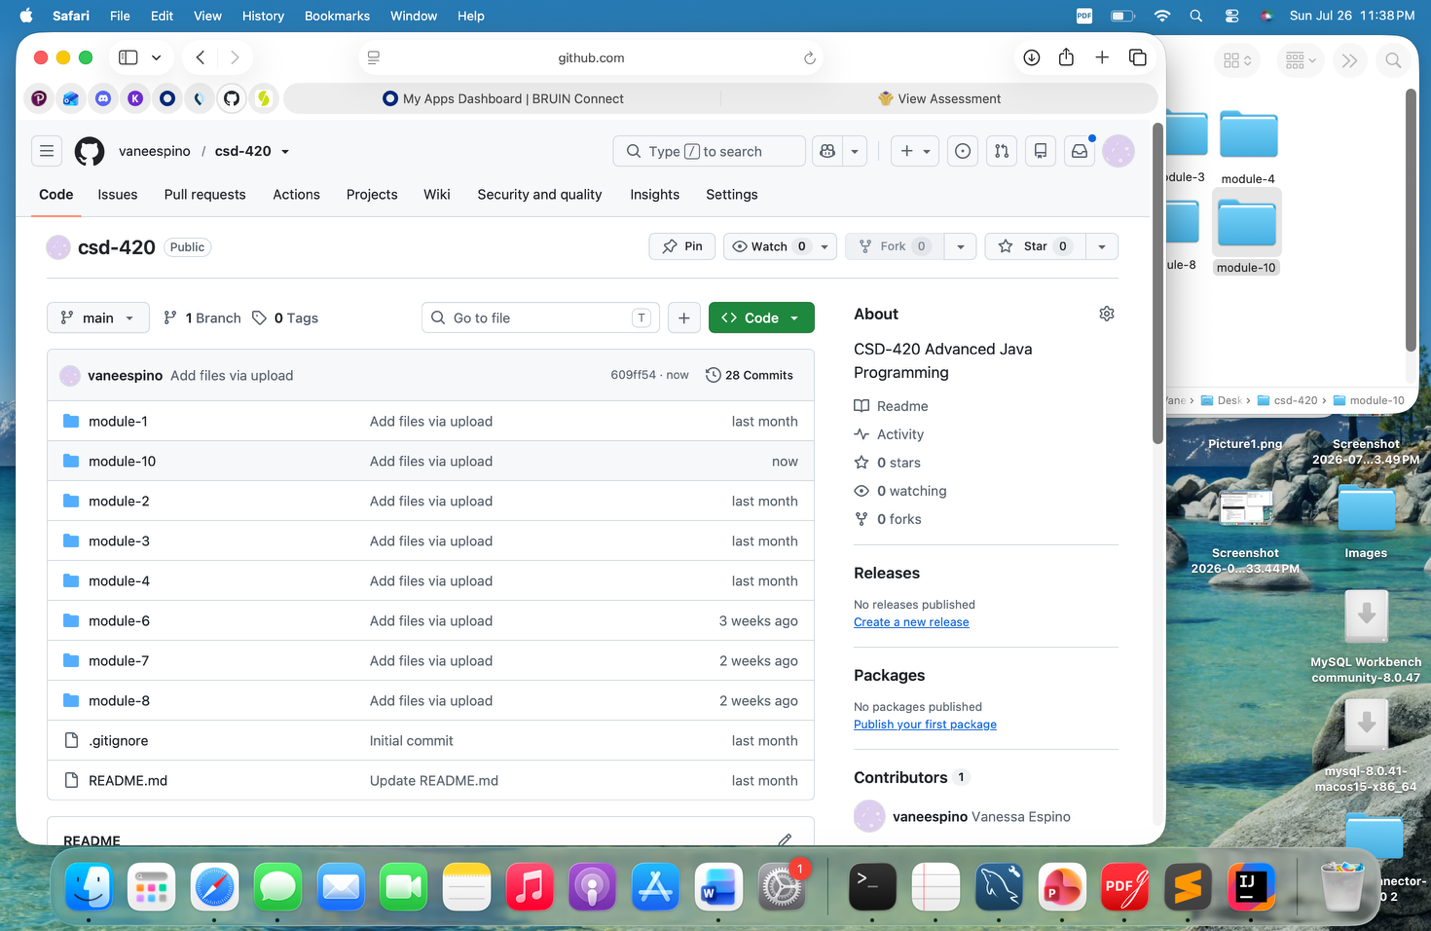 Safari File Edit View History Bookmarks Window Help
PDF
Sun Jul 26 11:38 PM
github.com
My Apps Dashboard | BRUIN Connect
View Assessment
vaneespino / csd-420
Type / to search
Code Issues Pull requests Actions Projects Wiki Security and quality Insights Settings
csd-420 Public
Pin
Watch 0
Fork 0
Star 0
main
1 Branch
0 Tags
Go to file T
Code
vaneespino Add files via upload 609ff54 · now 28 Commits
module-1 Add files via upload last month
module-10 Add files via upload now
module-2 Add files via upload last month
module-3 Add files via upload last month
module-4 Add files via upload last month
module-6 Add files via upload 3 weeks ago
module-7 Add files via upload 2 weeks ago
module-8 Add files via upload 2 weeks ago
.gitignore Initial commit last month
README.md Update README.md last month
README
About
CSD-420 Advanced Java
Programming
Readme
Activity
0 stars
0 watching
0 forks
Releases
No releases published
Create a new release
Packages
No packages published
Publish your first package
Contributors 1
vaneespino Vanessa Espino
dule-3
module-4
ule-8
module-10
Vane › Desk › csd-420 › module-10
Picture1.png
Screenshot
2026-07...3.49 PM
Screenshot
2026-0...33.44 PM
Images
MySQL Workbench
community-8.0.47
mysql-8.0.41-
macos15-x86_64
nnector-
0 2
1
W
>_
P
PDF
IJ